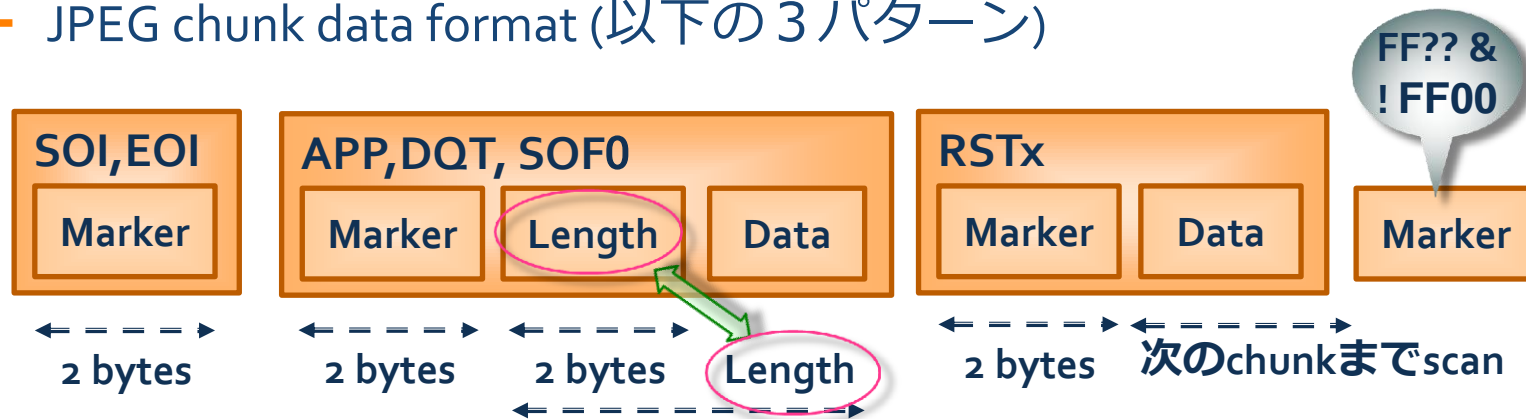 JPEG chunk data format (以下の３パターン)
FF?? &
! FF00
SOI,EOI
Marker
2 bytes
APP,DQT, SOF0
Marker
Length
Data
2 bytes
2 bytes
Length
RSTx
Marker
Data
2 bytes
次のchunkまでscan
Marker